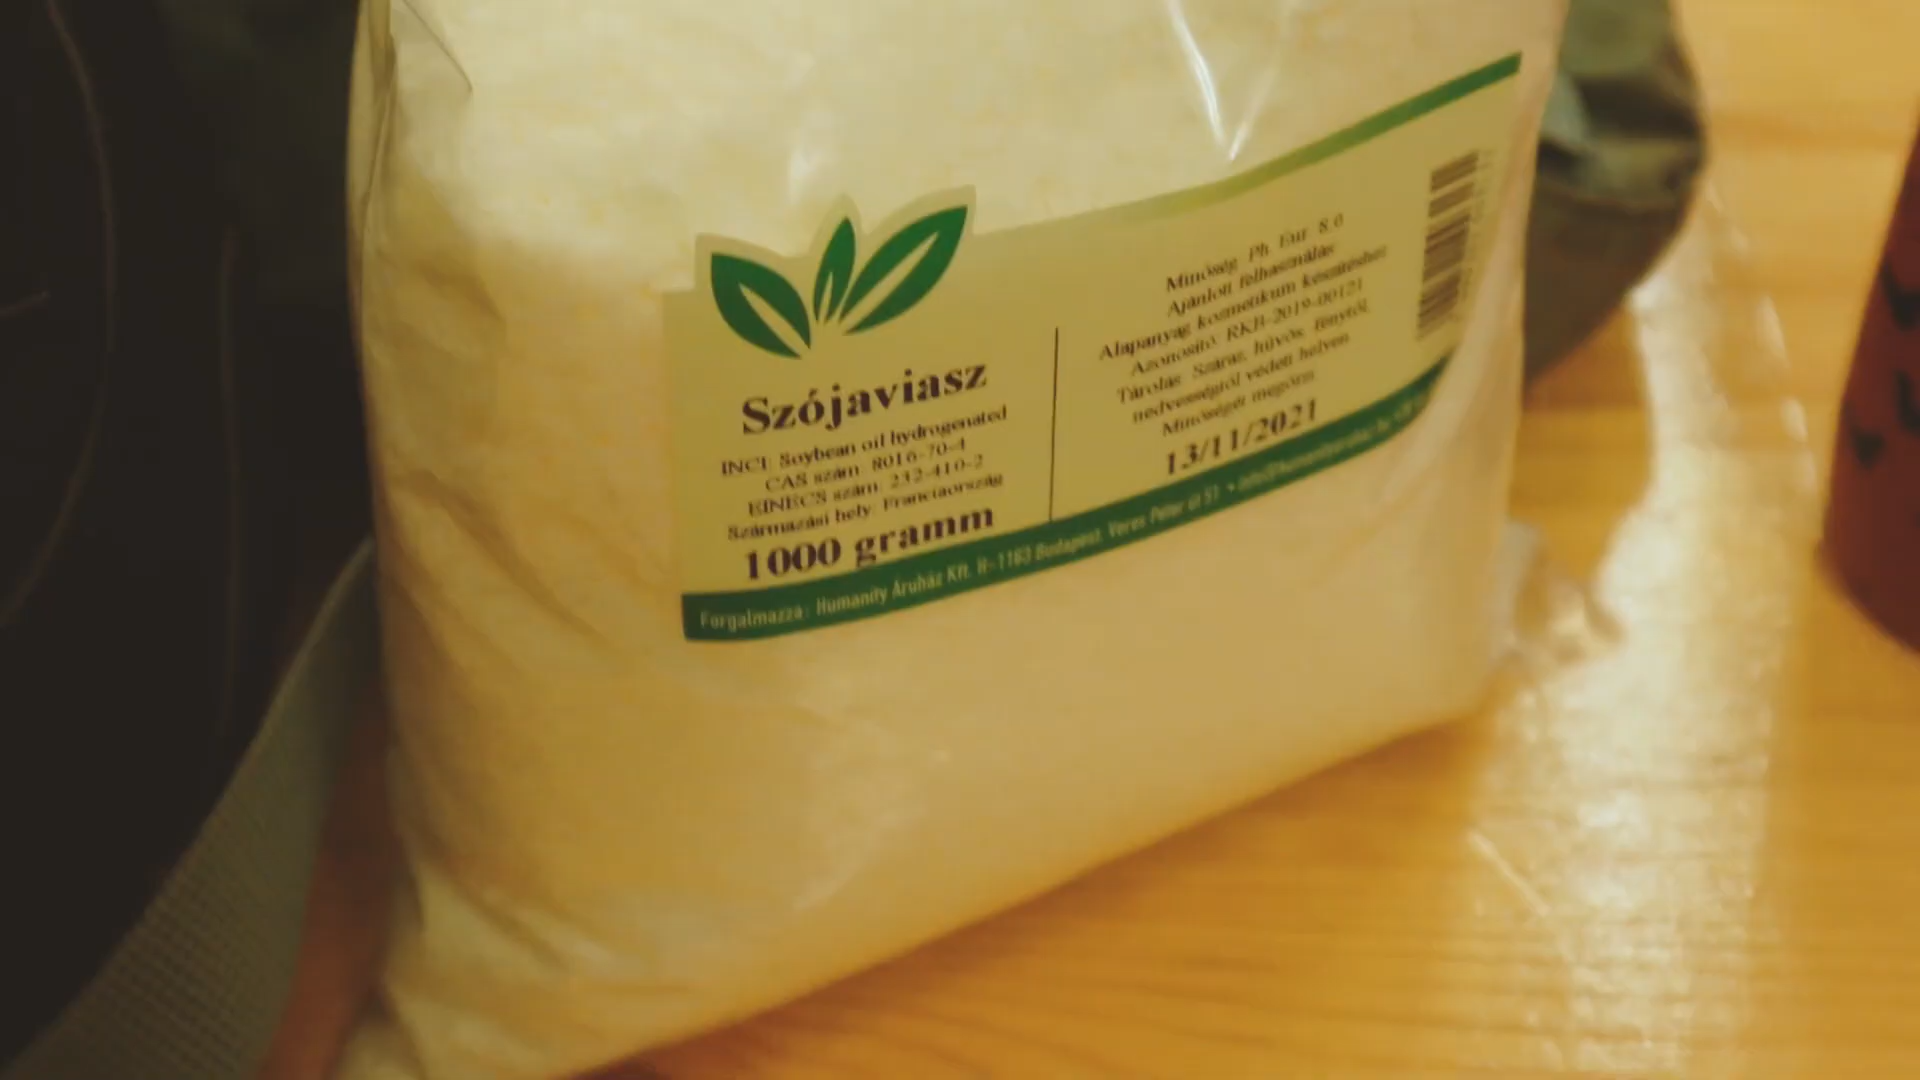 Szójaviasz
INCI: Soybean oil hydrogenated
CAS szám: 8016-70-4
EINECS szám: 232-410-2
Származási hely: Franciaország
1000 gramm
Minőség: Ph. Eur. 8.0
Ajánlott felhasználás:
Alapanyag kozmetikum készítéshez
Azonosító: RKB-2019-00121
Tárolás: Száraz, hűvös, fénytől,
nedvességtől védett helyen
Minőségét megőrzi:
13/11/2021
Forgalmazza: Humanity Áruház Kft. H-1163 Budapest, Veres Péter út 51.